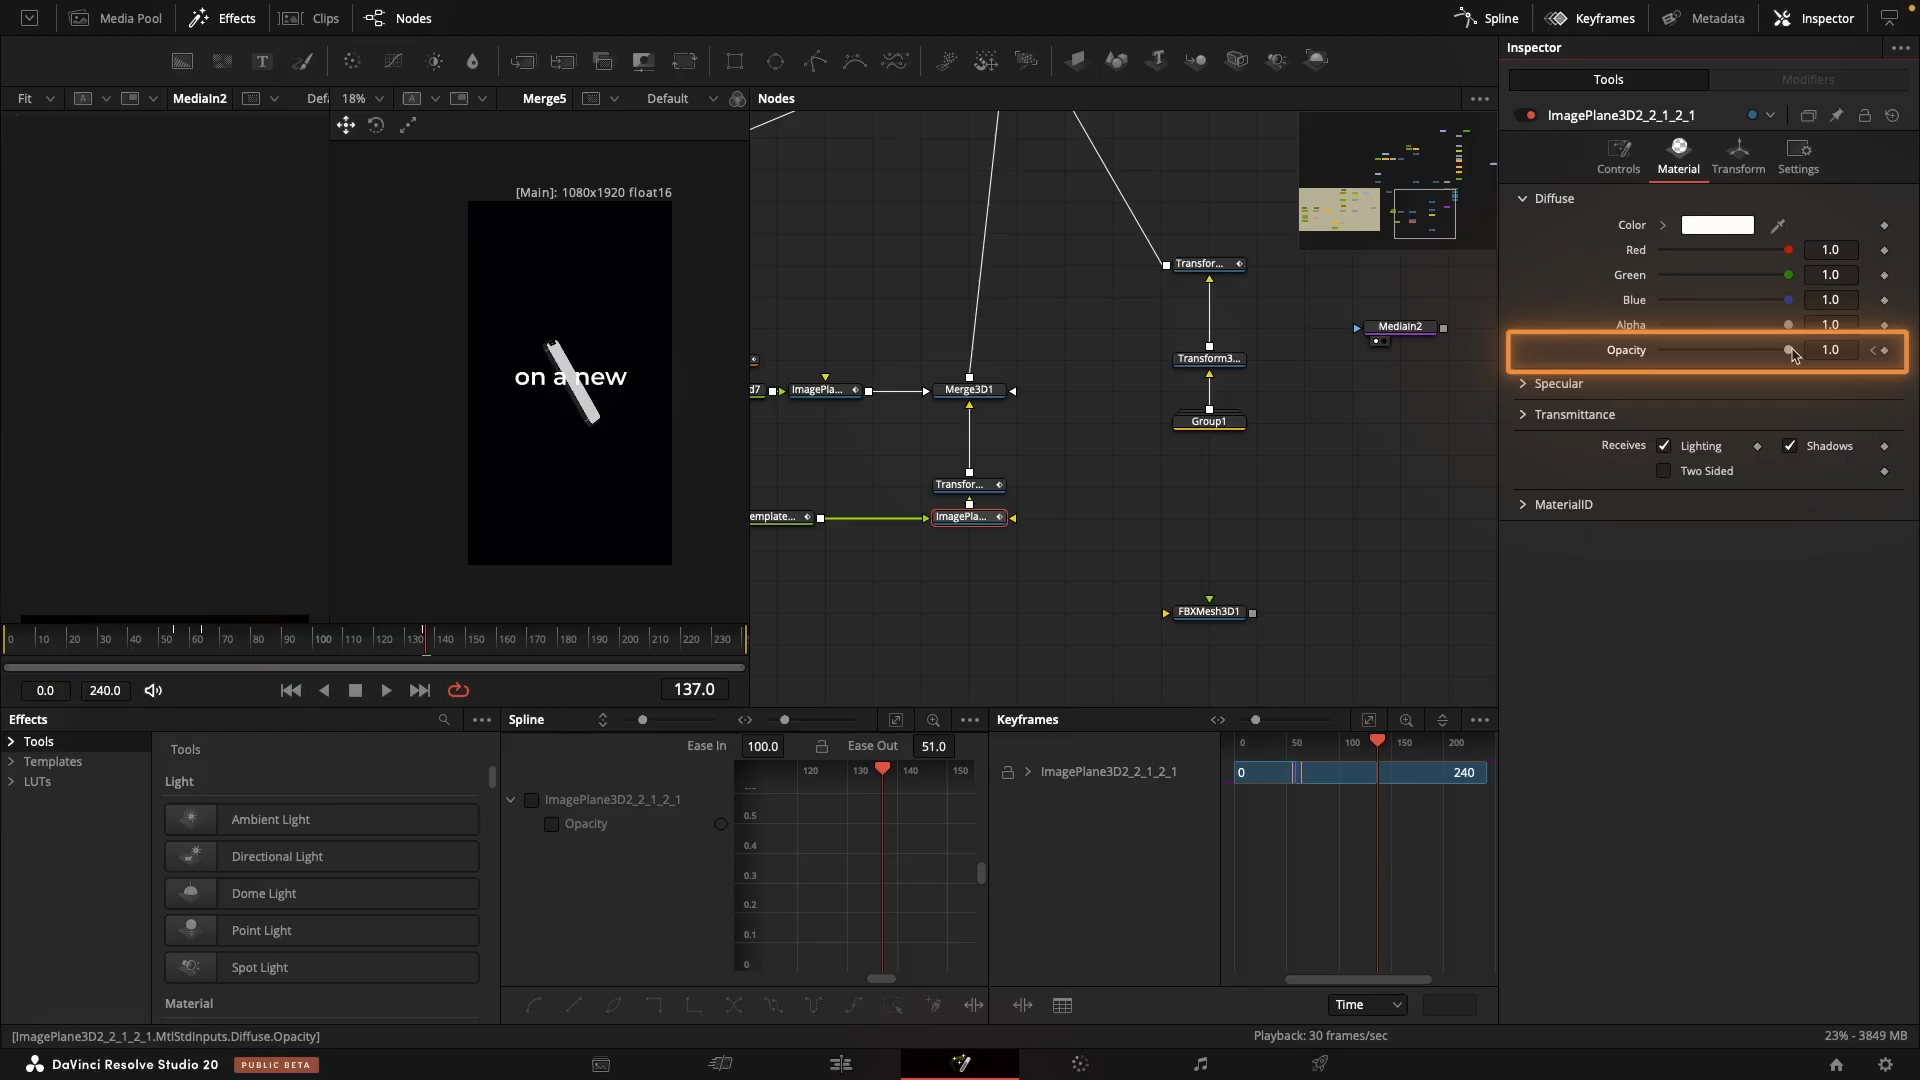 Media Pool
Effects
Clips
Nodes
Spline
Keyframes
Metadata
Inspector
Inspector
Tools
Modifiers
Fit
A
MediaIn2
Def
18%
A
Merge5
Default
Nodes
ImagePlane3D2_2_1_2_1
Controls
Material
Transform
Settings
[Main]: 1080x1920 float16
on a new
Diffuse
Color
Red
1.0
Green
1.0
Blue
1.0
Alpha
1.0
Opacity
1.0
Specular
Transmittance
Receives
Lighting
Shadows
Two Sided
MaterialID
Transfor...
MediaIn2
Transform3...
d7
ImagePla...
Merge3D1
Group1
Transfor...
emplate...
ImagePla...
FBXMesh3D1
0 10 20 30 40 50 60 70 80 90 100 110 120 130 140 150 160 170 180 190 200 210 220 230
0.0
240.0
137.0
Effects
Spline
Keyframes
Tools
Templates
LUTs
Tools
Light
Ambient Light
Directional Light
Dome Light
Point Light
Spot Light
Material
Ease In
100.0
Ease Out
51.0
120 130 140 150
ImagePlane3D2_2_1_2_1
Opacity
0.5
0.4
0.3
0.2
0.1
0
0 50 100 150 200
ImagePlane3D2_2_1_2_1
0
240
Time
[ImagePlane3D2_2_1_2_1.MtlStdInputs.Diffuse.Opacity]
Playback: 30 frames/sec
23% - 3849 MB
DaVinci Resolve Studio 20
PUBLIC BETA